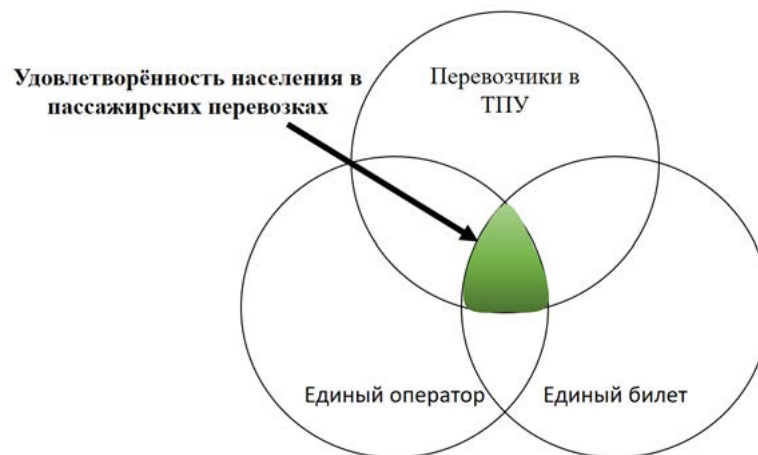 Удовлетворённость населения в
пассажирских перевозках
Перевозчики в
ТПУ
Единый оператор
Единый билет